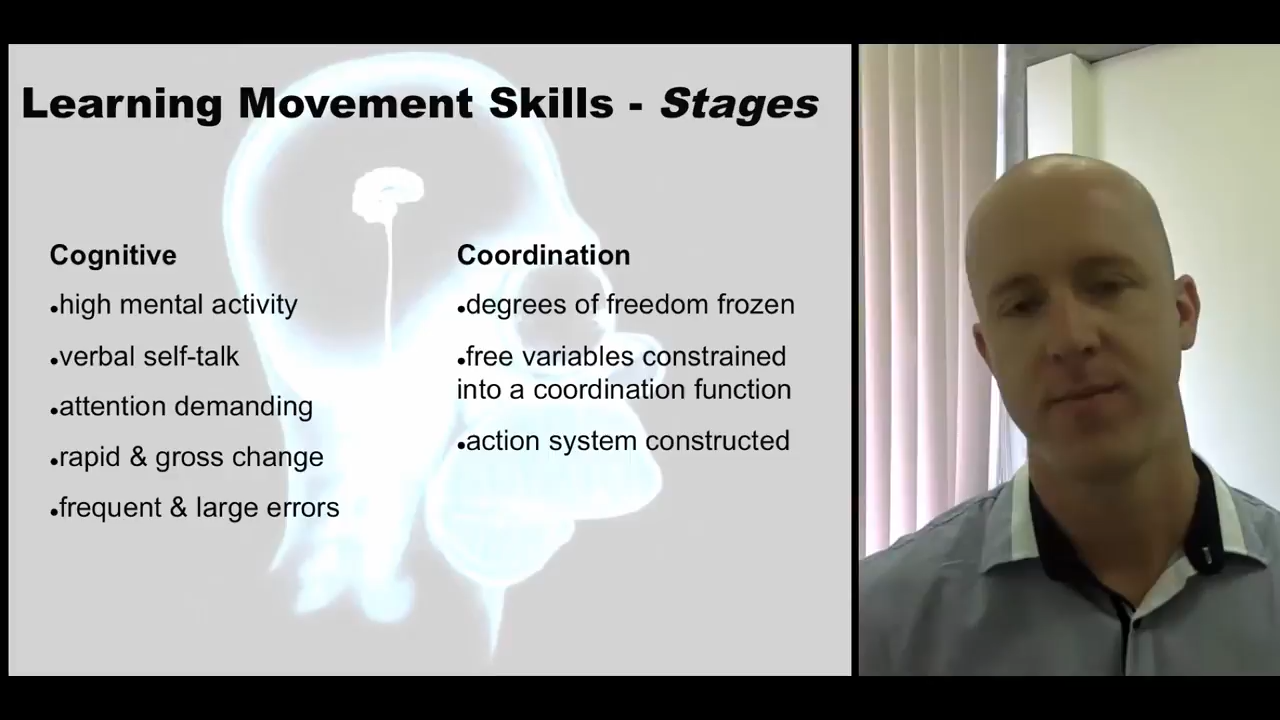 Learning Movement Skills - Stages
Cognitive
•high mental activity
•verbal self-talk
•attention demanding
•rapid & gross change
•frequent & large errors
Coordination
•degrees of freedom frozen
•free variables constrained
into a coordination function
•action system constructed